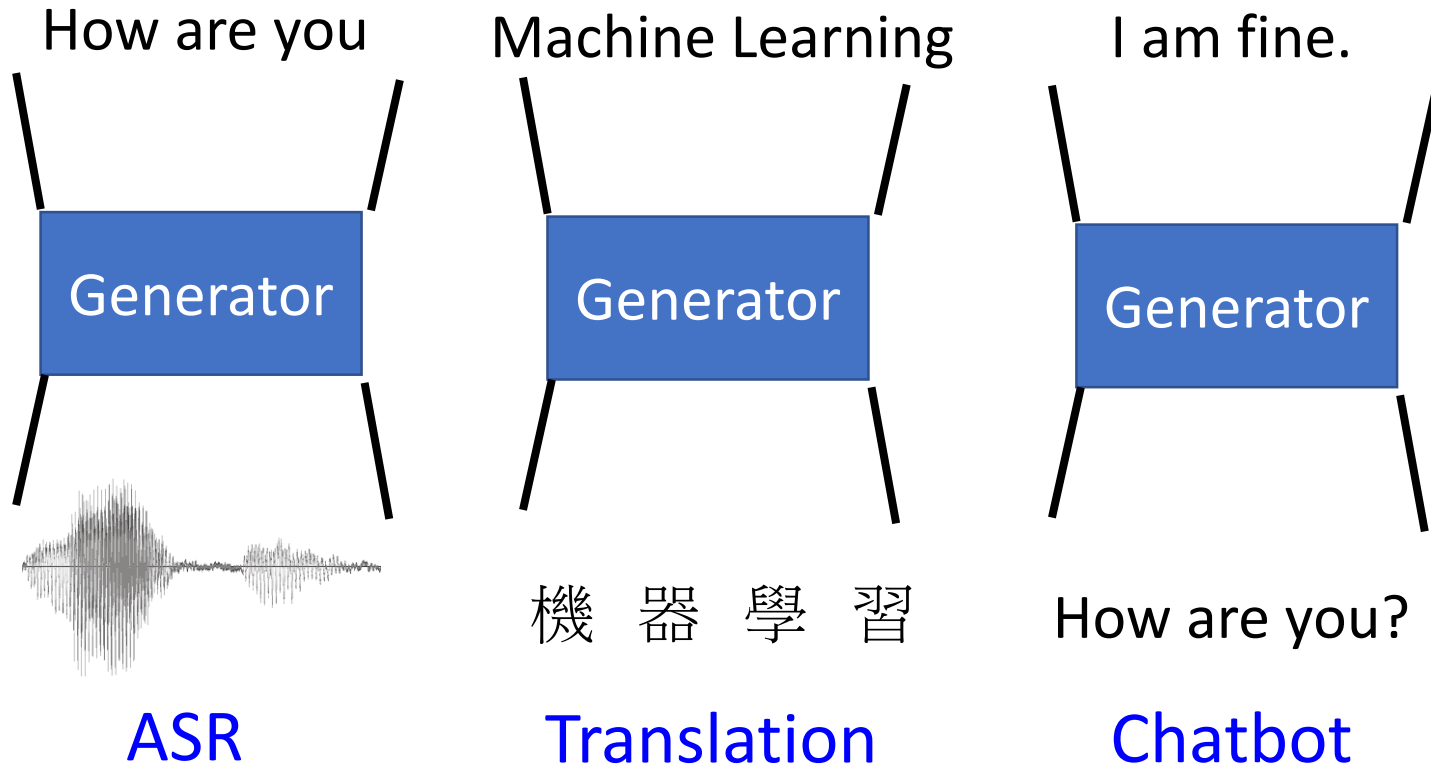 How are you
Machine Learning
I am fine.
Generator
Generator
Generator
機 器 學 習
How are you?
ASR
Translation
Chatbot